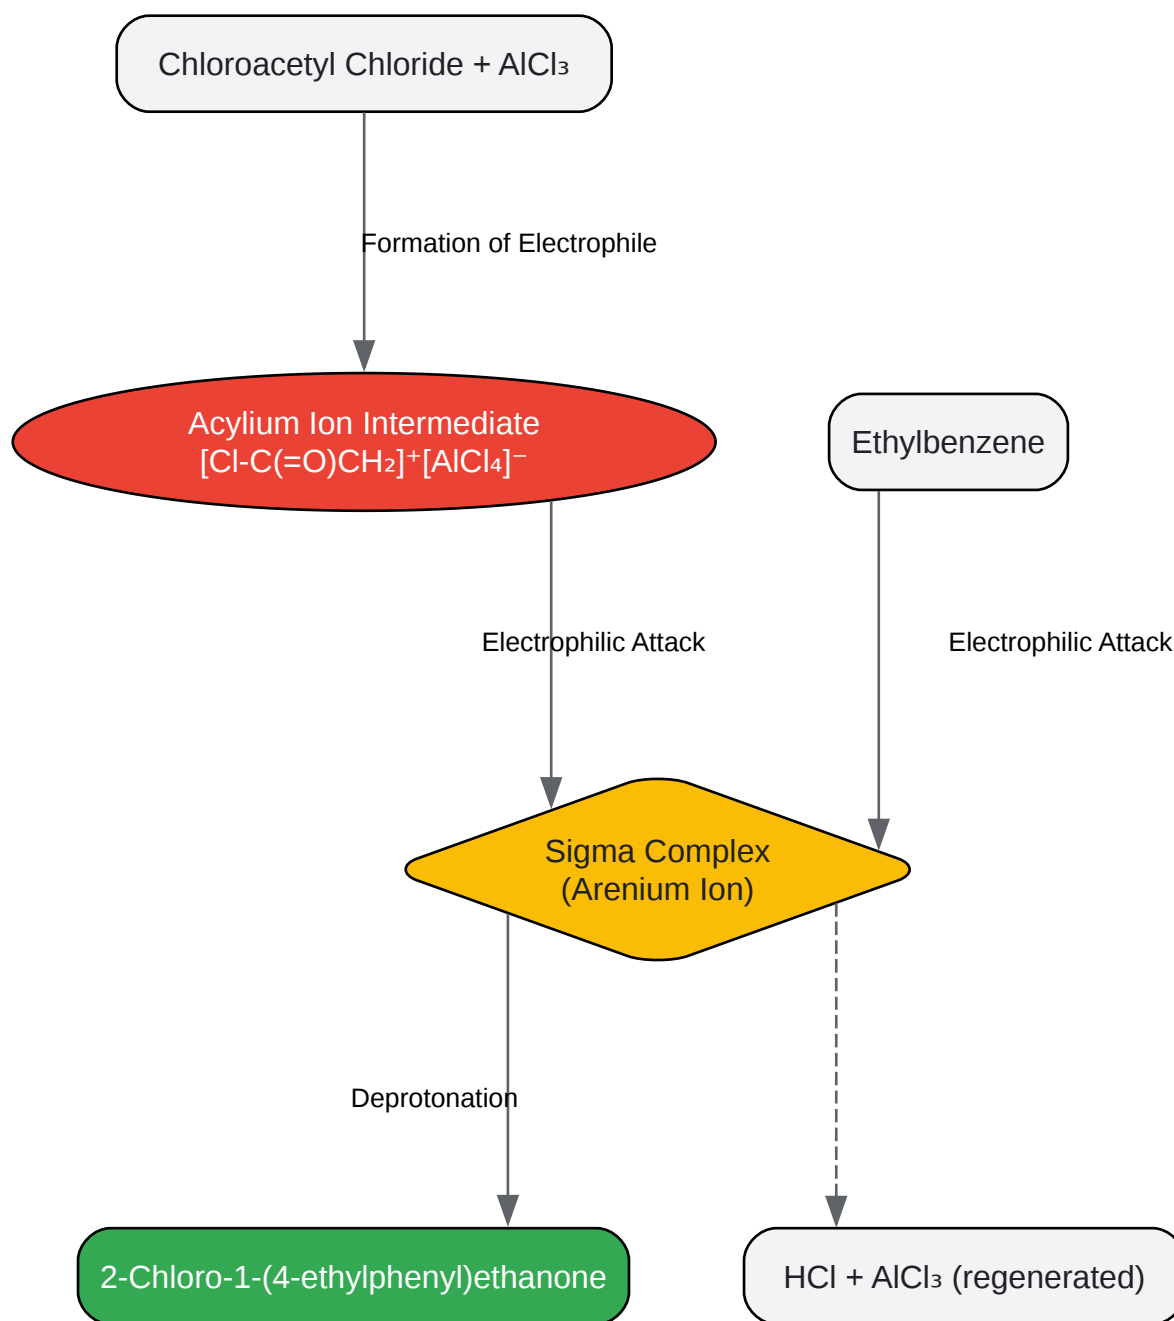 Chloroacetyl Chloride + AlCl₃
Formation of Electrophile
Acylium Ion Intermediate
[Cl-C(=O)CH₂]⁺[AlCl₄]⁻
Ethylbenzene
Electrophilic Attack
Electrophilic Attack
Sigma Complex
(Arenium Ion)
Deprotonation
2-Chloro-1-(4-ethylphenyl)ethanone
HCl + AlCl₃ (regenerated)